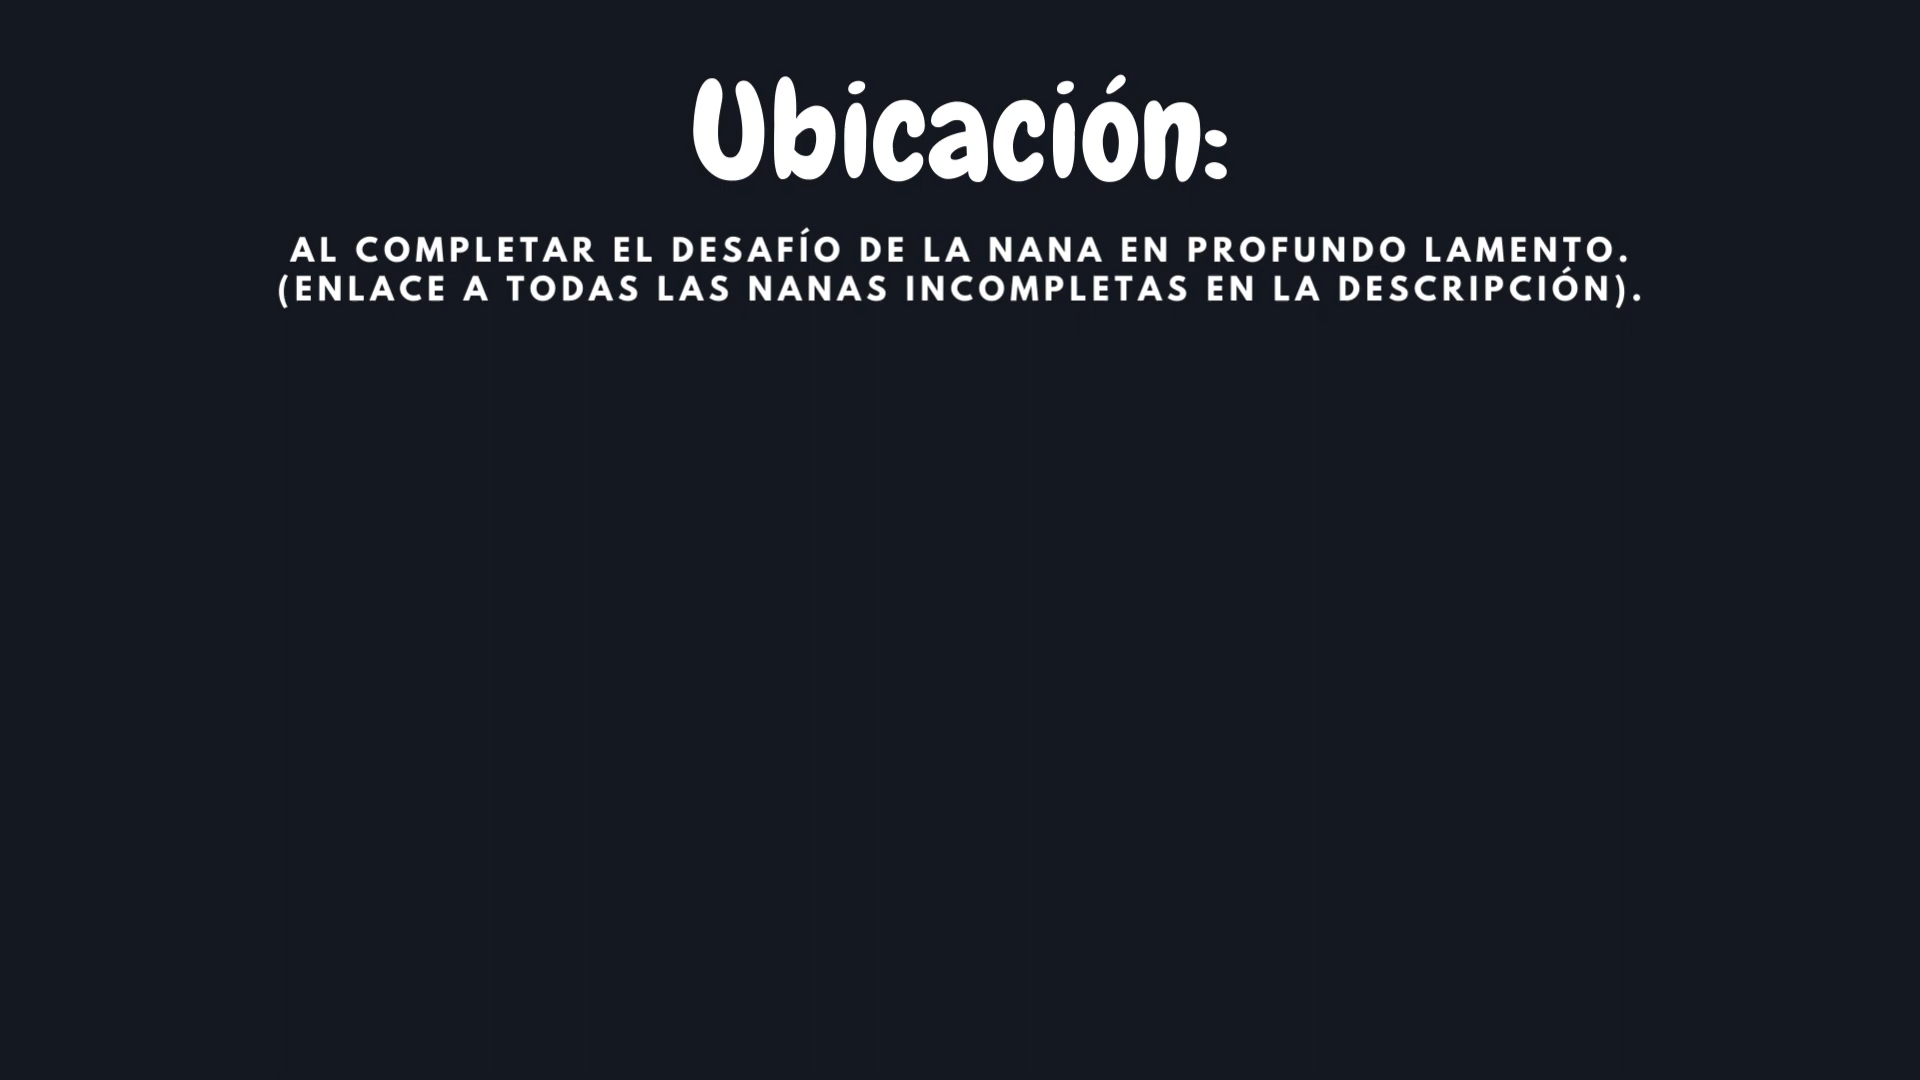 Ubicación:
AL COMPLETAR EL DESAFÍO DE LA NANA EN PROFUNDO LAMENTO.
(ENLACE A TODAS LAS NANAS INCOMPLETAS EN LA DESCRIPCIÓN).